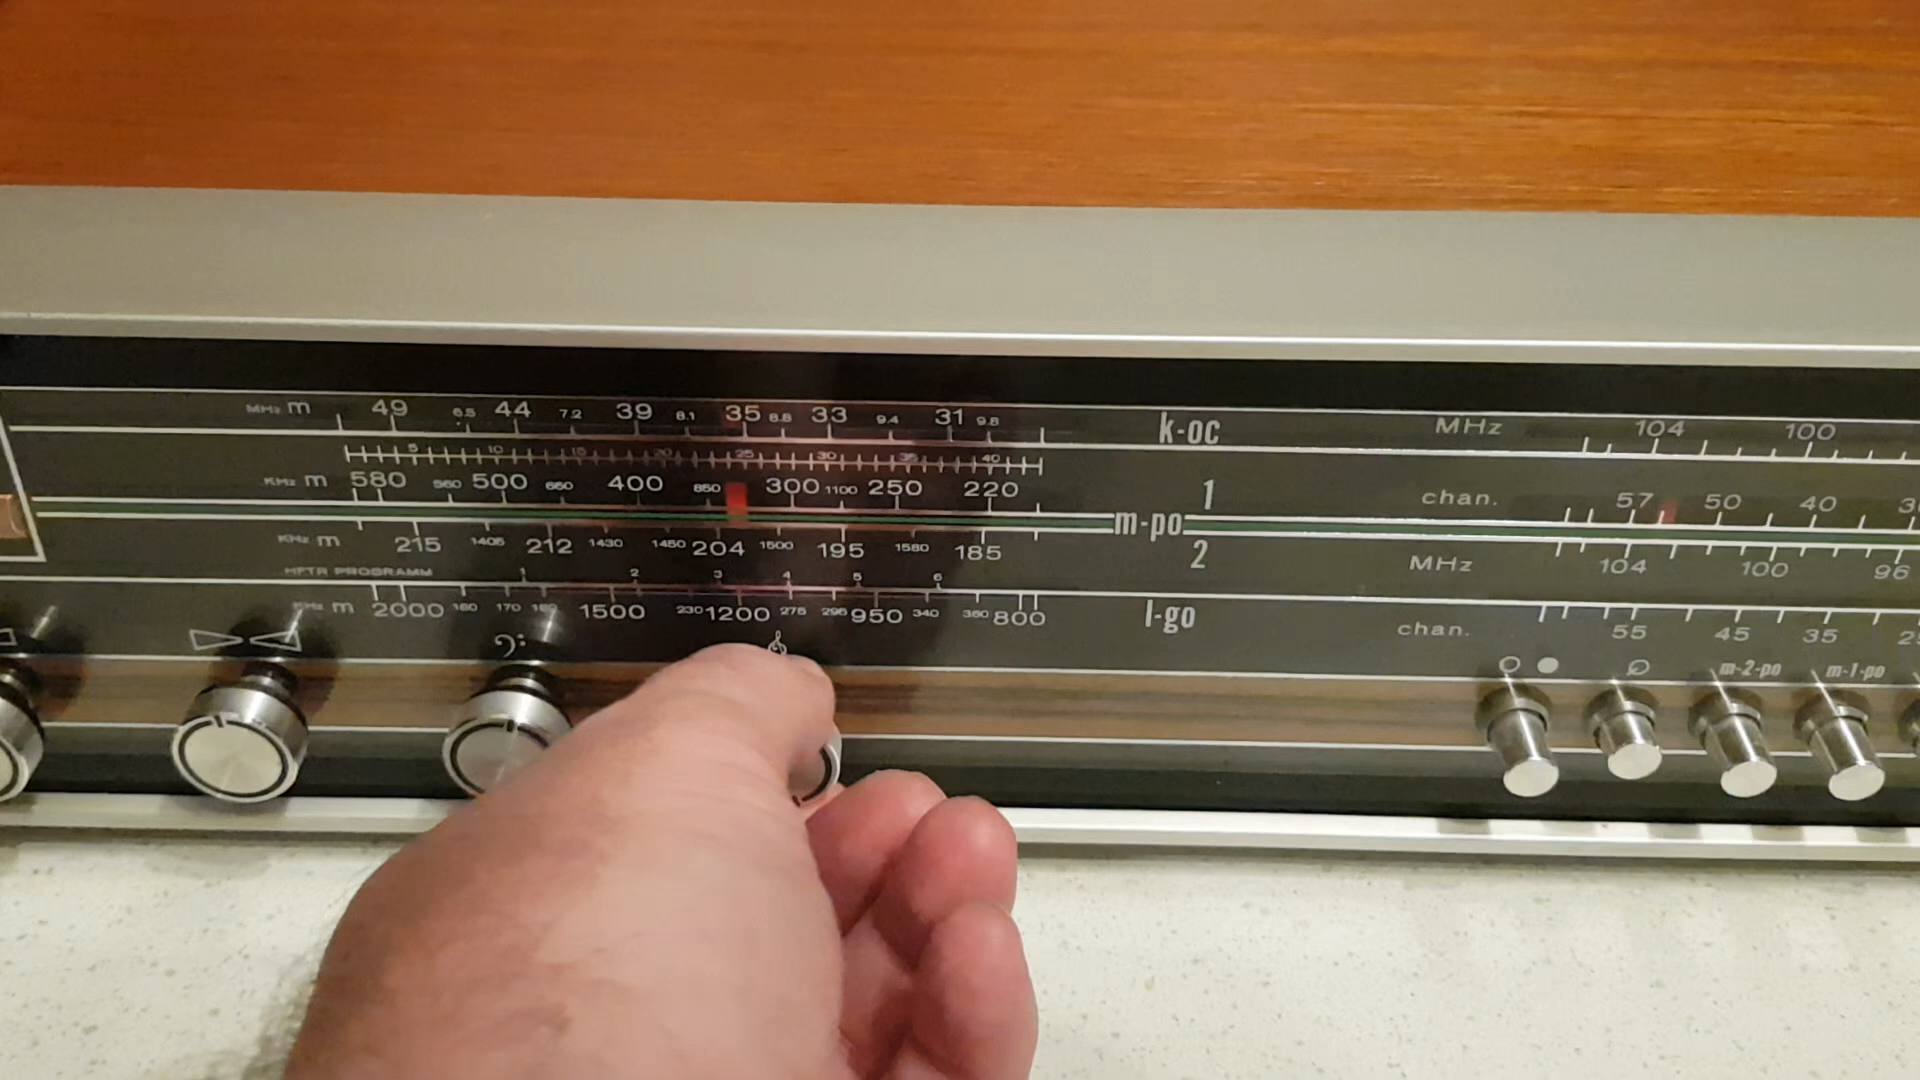 MHz m 49 6.5 44 7.2 39 8.1 35 8.8 33 9.4 31 9.8 k-oc MHz 104 100
5 10 15 20 25 30 35 40
KHz m 580 560 500 660 400 850 300 1100 250 220 1 chan. 57 50 40
m-po
KHz m 215 1405 212 1430 1450 204 1500 195 1580 185 2 MHz 104 100 96
HFTR PROGRAMM 1 2 3 4 5 6
KHz m 2000 160 170 1500 230 1200 275 295 950 340 360 800 l-go chan. 55 45 35
m-2-po m-1-po